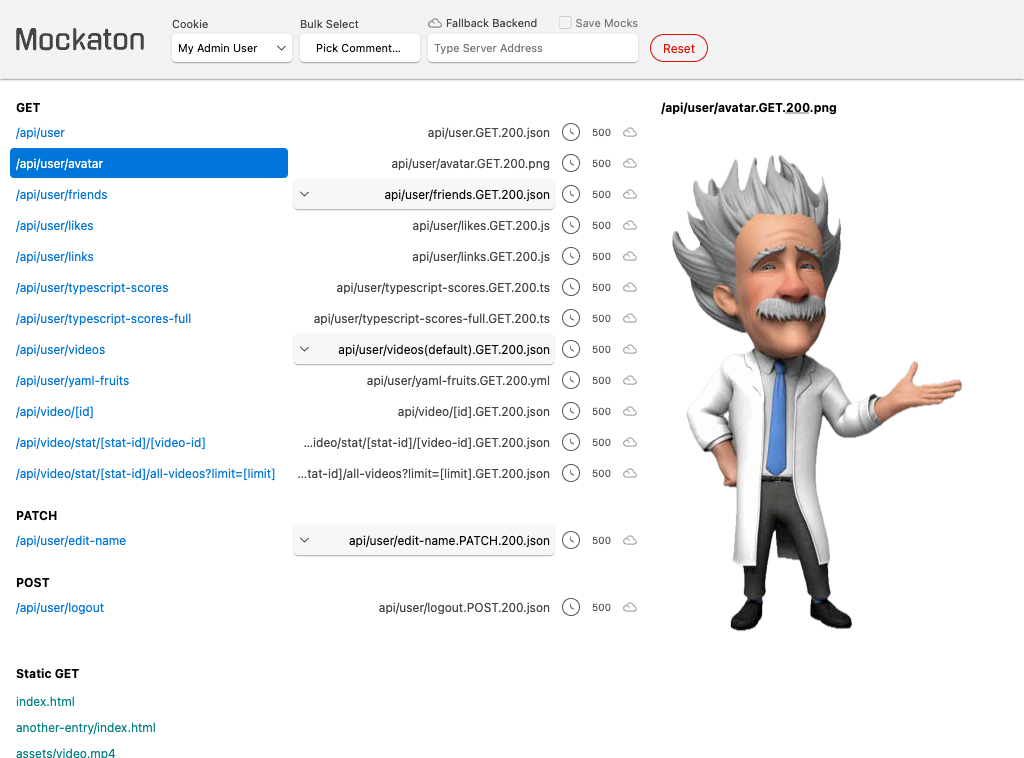 Mockaton
Cookie
My Admin User
Bulk Select
Pick Comment…
Fallback Backend
Save Mocks
Type Server Address
Reset
GET
/api/user api/user.GET.200.json 500
/api/user/avatar api/user/avatar.GET.200.png 500
/api/user/friends api/user/friends.GET.200.json 500
/api/user/likes api/user/likes.GET.200.js 500
/api/user/links api/user/links.GET.200.js 500
/api/user/typescript-scores api/user/typescript-scores.GET.200.ts 500
/api/user/typescript-scores-full api/user/typescript-scores-full.GET.200.ts 500
/api/user/videos api/user/videos(default).GET.200.json 500
/api/user/yaml-fruits api/user/yaml-fruits.GET.200.yml 500
/api/video/[id] api/video/[id].GET.200.json 500
/api/video/stat/[stat-id]/[video-id] …ideo/stat/[stat-id]/[video-id].GET.200.json 500
/api/video/stat/[stat-id]/all-videos?limit=[limit] …tat-id]/all-videos?limit=[limit].GET.200.json 500
PATCH
/api/user/edit-name api/user/edit-name.PATCH.200.json 500
POST
/api/user/logout api/user/logout.POST.200.json 500
Static GET
index.html
another-entry/index.html
assets/video.mp4
/api/user/avatar.GET.200.png